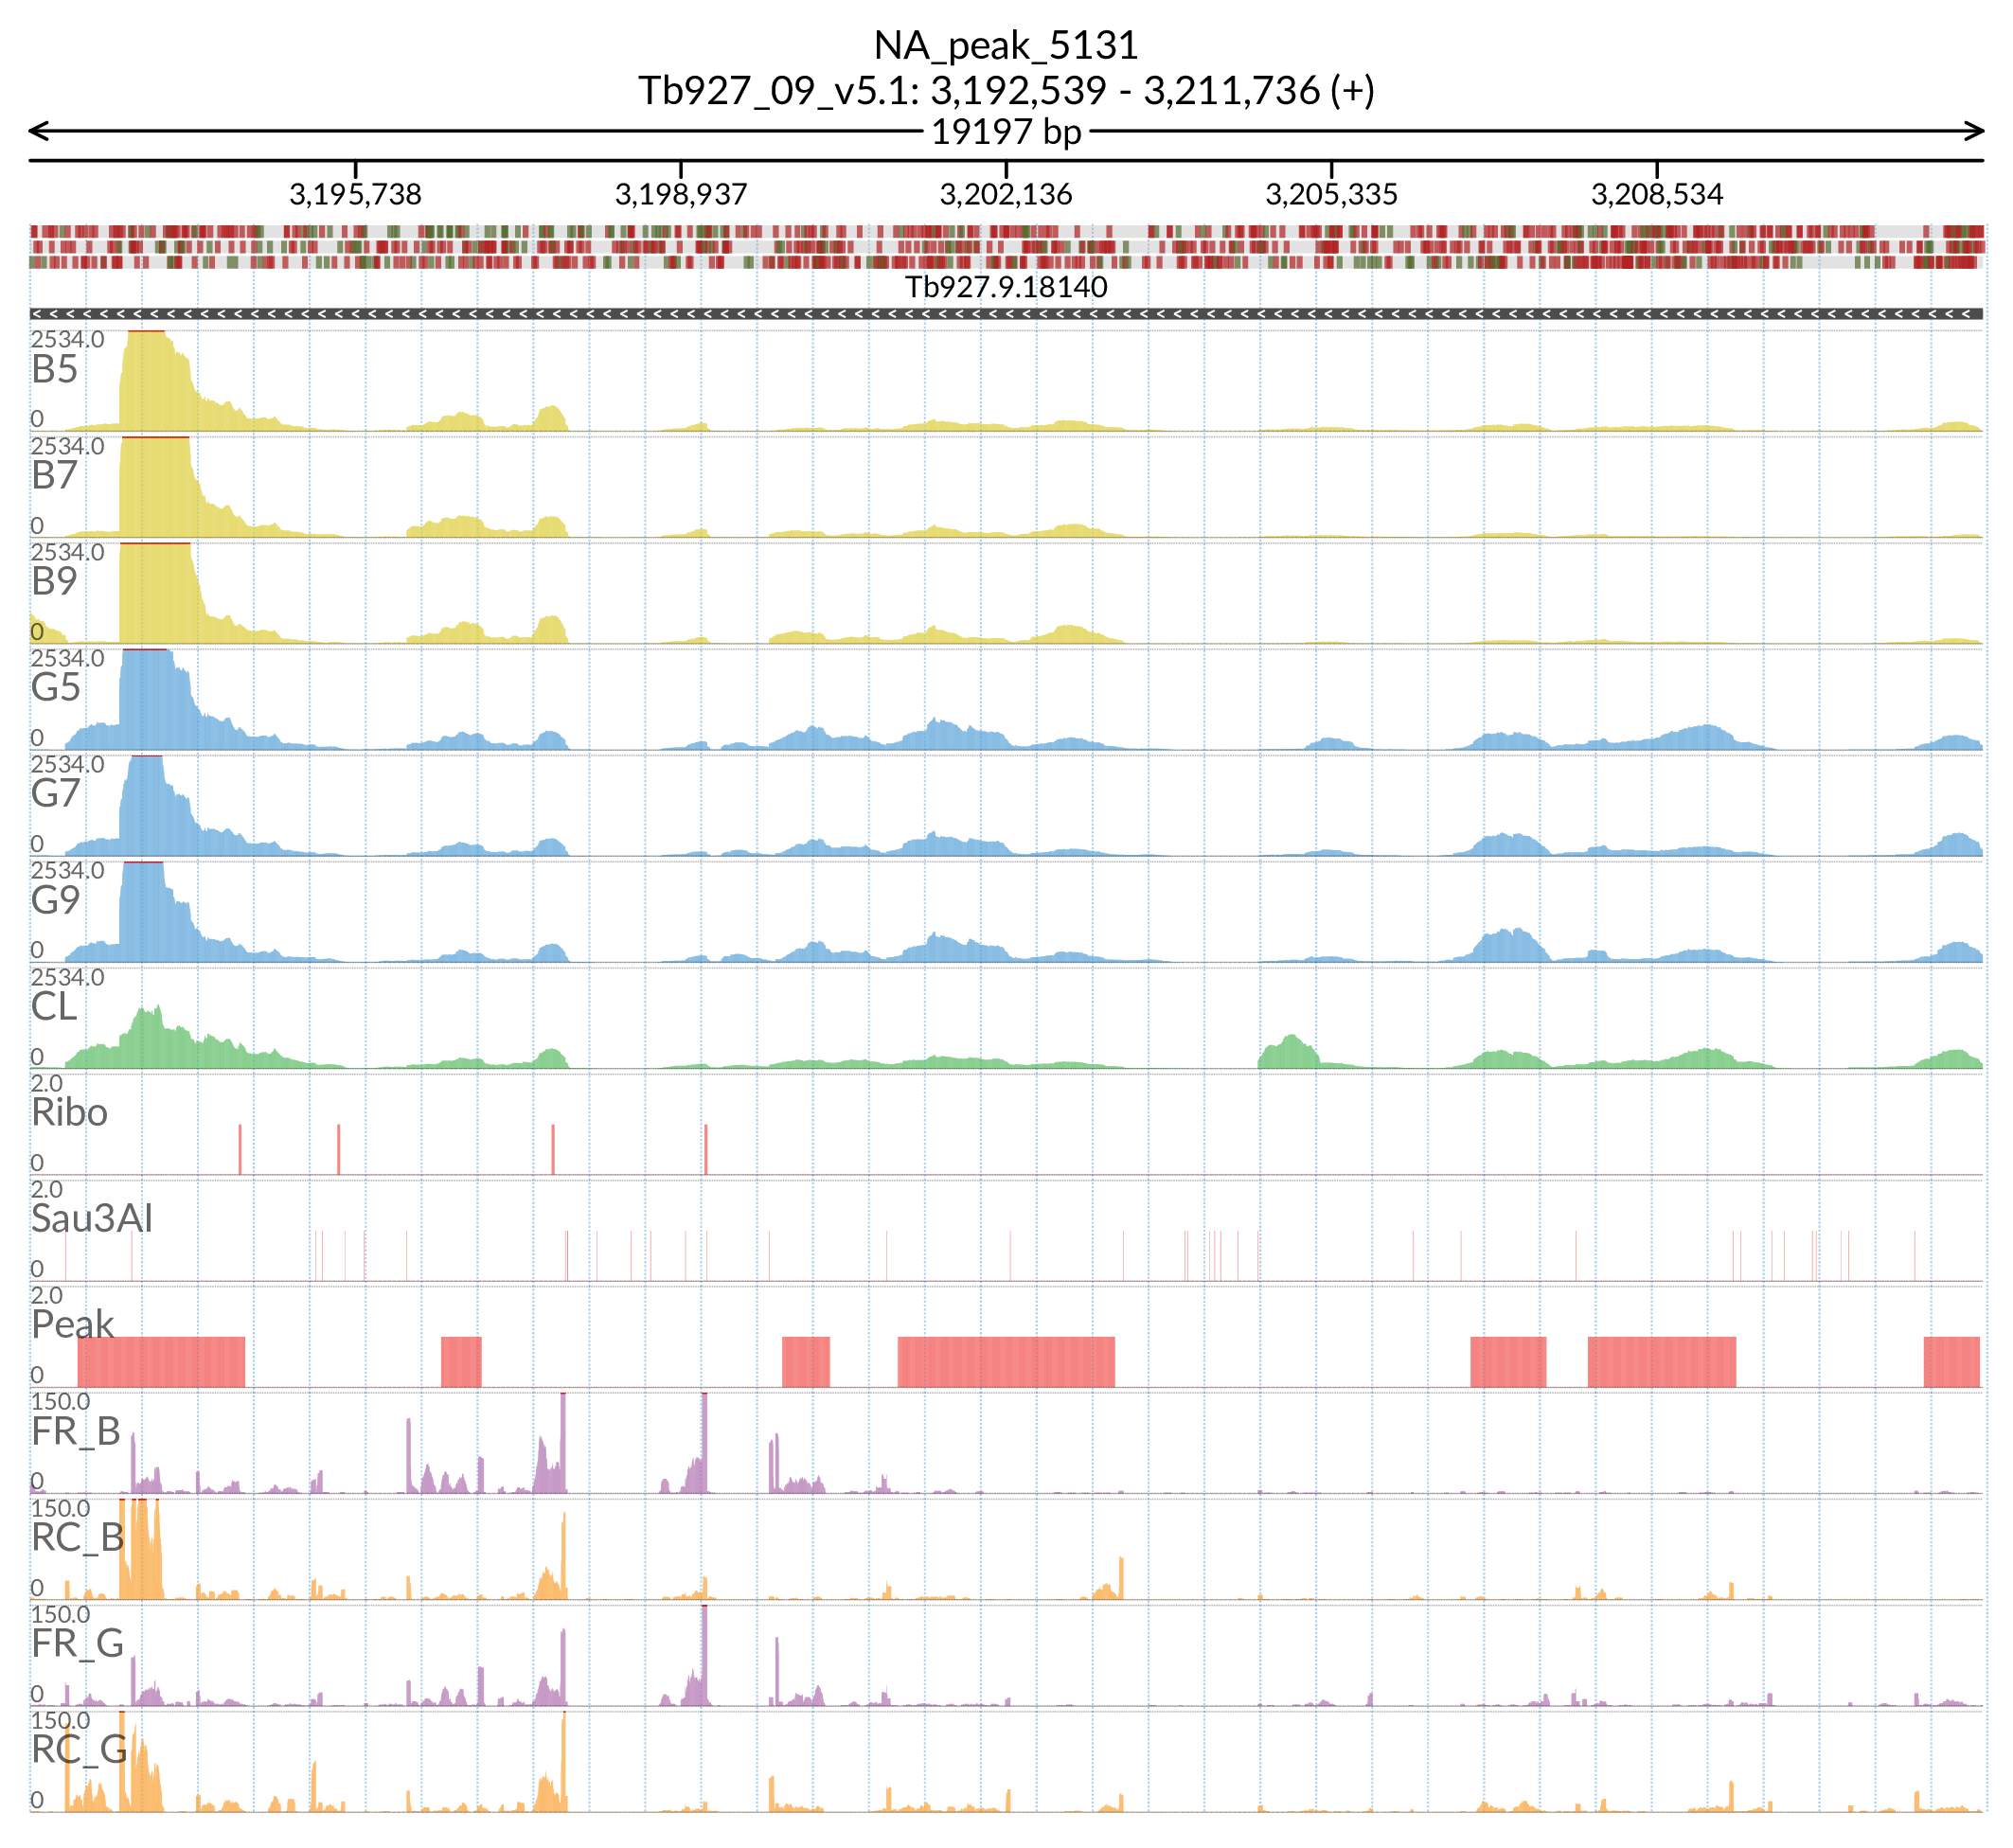 NA_peak_5131
Tb927_09_v5.1: 3,192,539 - 3,211,736 (+)
19197 bp
3,195,738 3,198,937 3,202,136 3,205,335 3,208,534
Tb927.9.18140
2534.0
B5
0
2534.0
B7
0
2534.0
B9
0
2534.0
G5
0
2534.0
G7
0
2534.0
G9
0
2534.0
CL
0
2.0
Ribo
0
2.0
Sau3AI
0
2.0
Peak
0
150.0
FR_B
0
150.0
RC_B
0
150.0
FR_G
0
150.0
RC_G
0